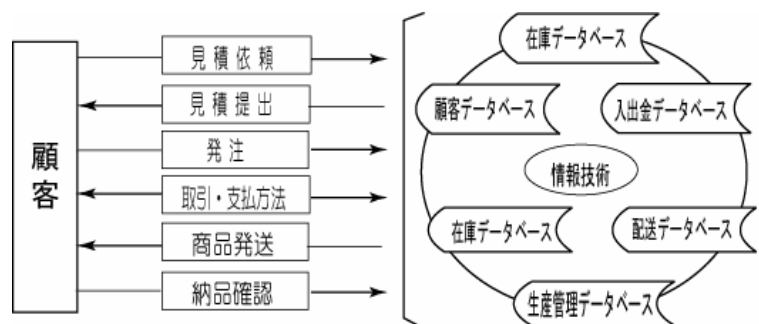 顧客
見積依頼
見積提出
発注
取引・支払方法
商品発送
納品確認
在庫データベース
顧客データベース
入出金データベース
情報技術
在庫データベース
配送データベース
生産管理データベース